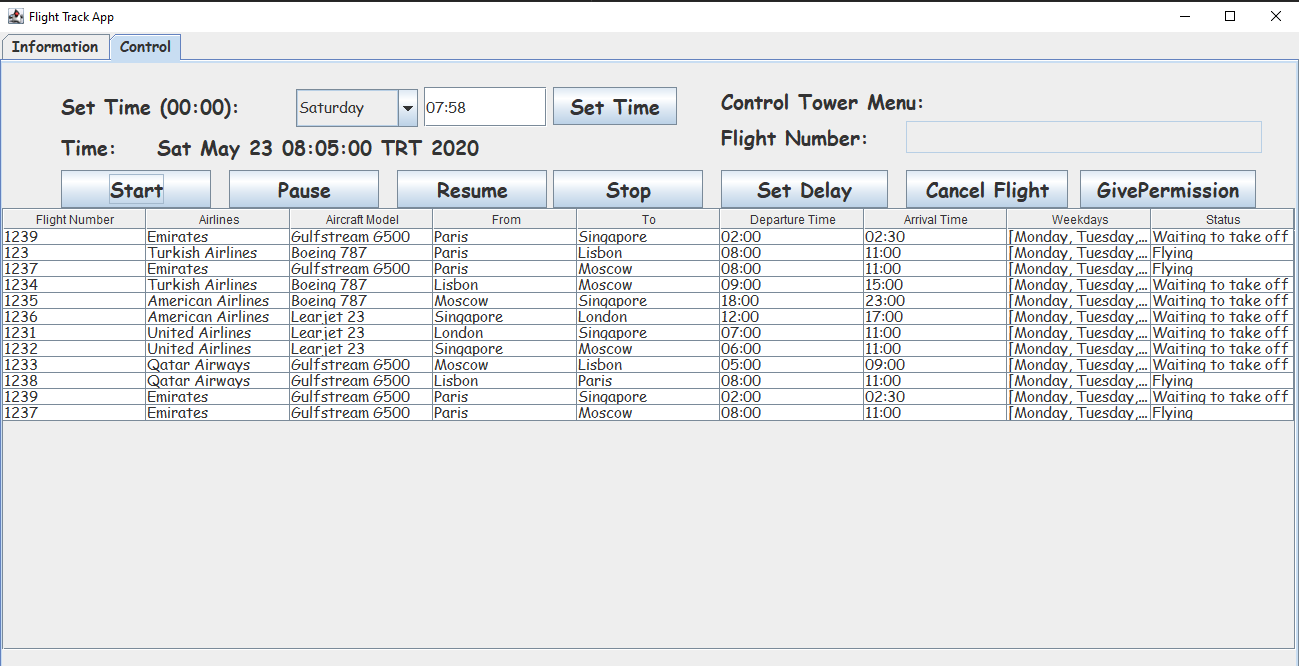 Flight Track App
Information Control
Set Time (00:00): Saturday 07:58 Set Time
Control Tower Menu:
Flight Number:
Time: Sat May 23 08:05:00 TRT 2020
Start Pause Resume Stop Set Delay Cancel Flight GivePermission
Flight Number Airlines Aircraft Model From To Departure Time Arrival Time Weekdays Status
1239 Emirates Gulfstream G500 Paris Singapore 02:00 02:30 [Monday, Tuesday,... Waiting to take off
123 Turkish Airlines Boeing 787 Paris Lisbon 08:00 11:00 [Monday, Tuesday,... Flying
1237 Emirates Gulfstream G500 Paris Moscow 08:00 11:00 [Monday, Tuesday,... Flying
1234 Turkish Airlines Boeing 787 Lisbon Moscow 09:00 15:00 [Monday, Tuesday,... Waiting to take off
1235 American Airlines Boeing 787 Moscow Singapore 18:00 23:00 [Monday, Tuesday,... Waiting to take off
1236 American Airlines Learjet 23 Singapore London 12:00 17:00 [Monday, Tuesday,... Waiting to take off
1231 United Airlines Learjet 23 London Singapore 07:00 11:00 [Monday, Tuesday,... Waiting to take off
1232 United Airlines Learjet 23 Singapore Moscow 06:00 11:00 [Monday, Tuesday,... Waiting to take off
1233 Qatar Airways Gulfstream G500 Moscow Lisbon 05:00 09:00 [Monday, Tuesday,... Waiting to take off
1238 Qatar Airways Gulfstream G500 Lisbon Paris 08:00 11:00 [Monday, Tuesday,... Flying
1239 Emirates Gulfstream G500 Paris Singapore 02:00 02:30 [Monday, Tuesday,... Waiting to take off
1237 Emirates Gulfstream G500 Paris Moscow 08:00 11:00 [Monday, Tuesday,... Flying